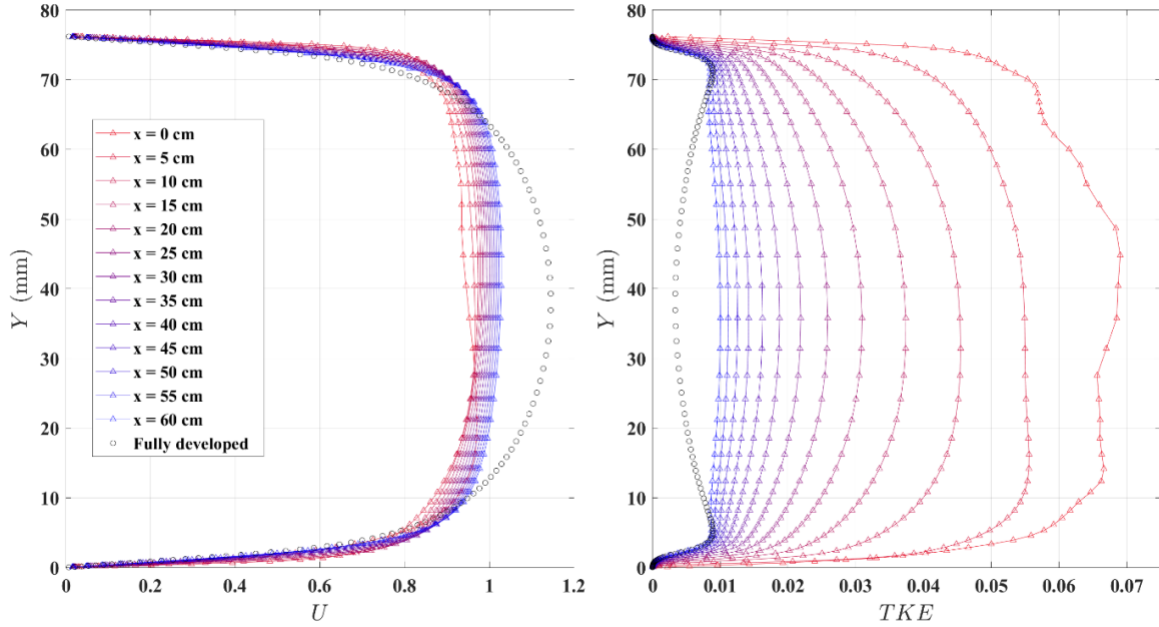 80
70
60
50
40
30
20
10
0
Y (mm)
x = 0 cm
x = 5 cm
x = 10 cm
x = 15 cm
x = 20 cm
x = 25 cm
x = 30 cm
x = 35 cm
x = 40 cm
x = 45 cm
x = 50 cm
x = 55 cm
x = 60 cm
Fully developed
0 0.2 0.4 0.6 0.8 1 1.2
U
80
70
60
50
40
30
20
10
0
Y (mm)
0 0.01 0.02 0.03 0.04 0.05 0.06 0.07
TKE